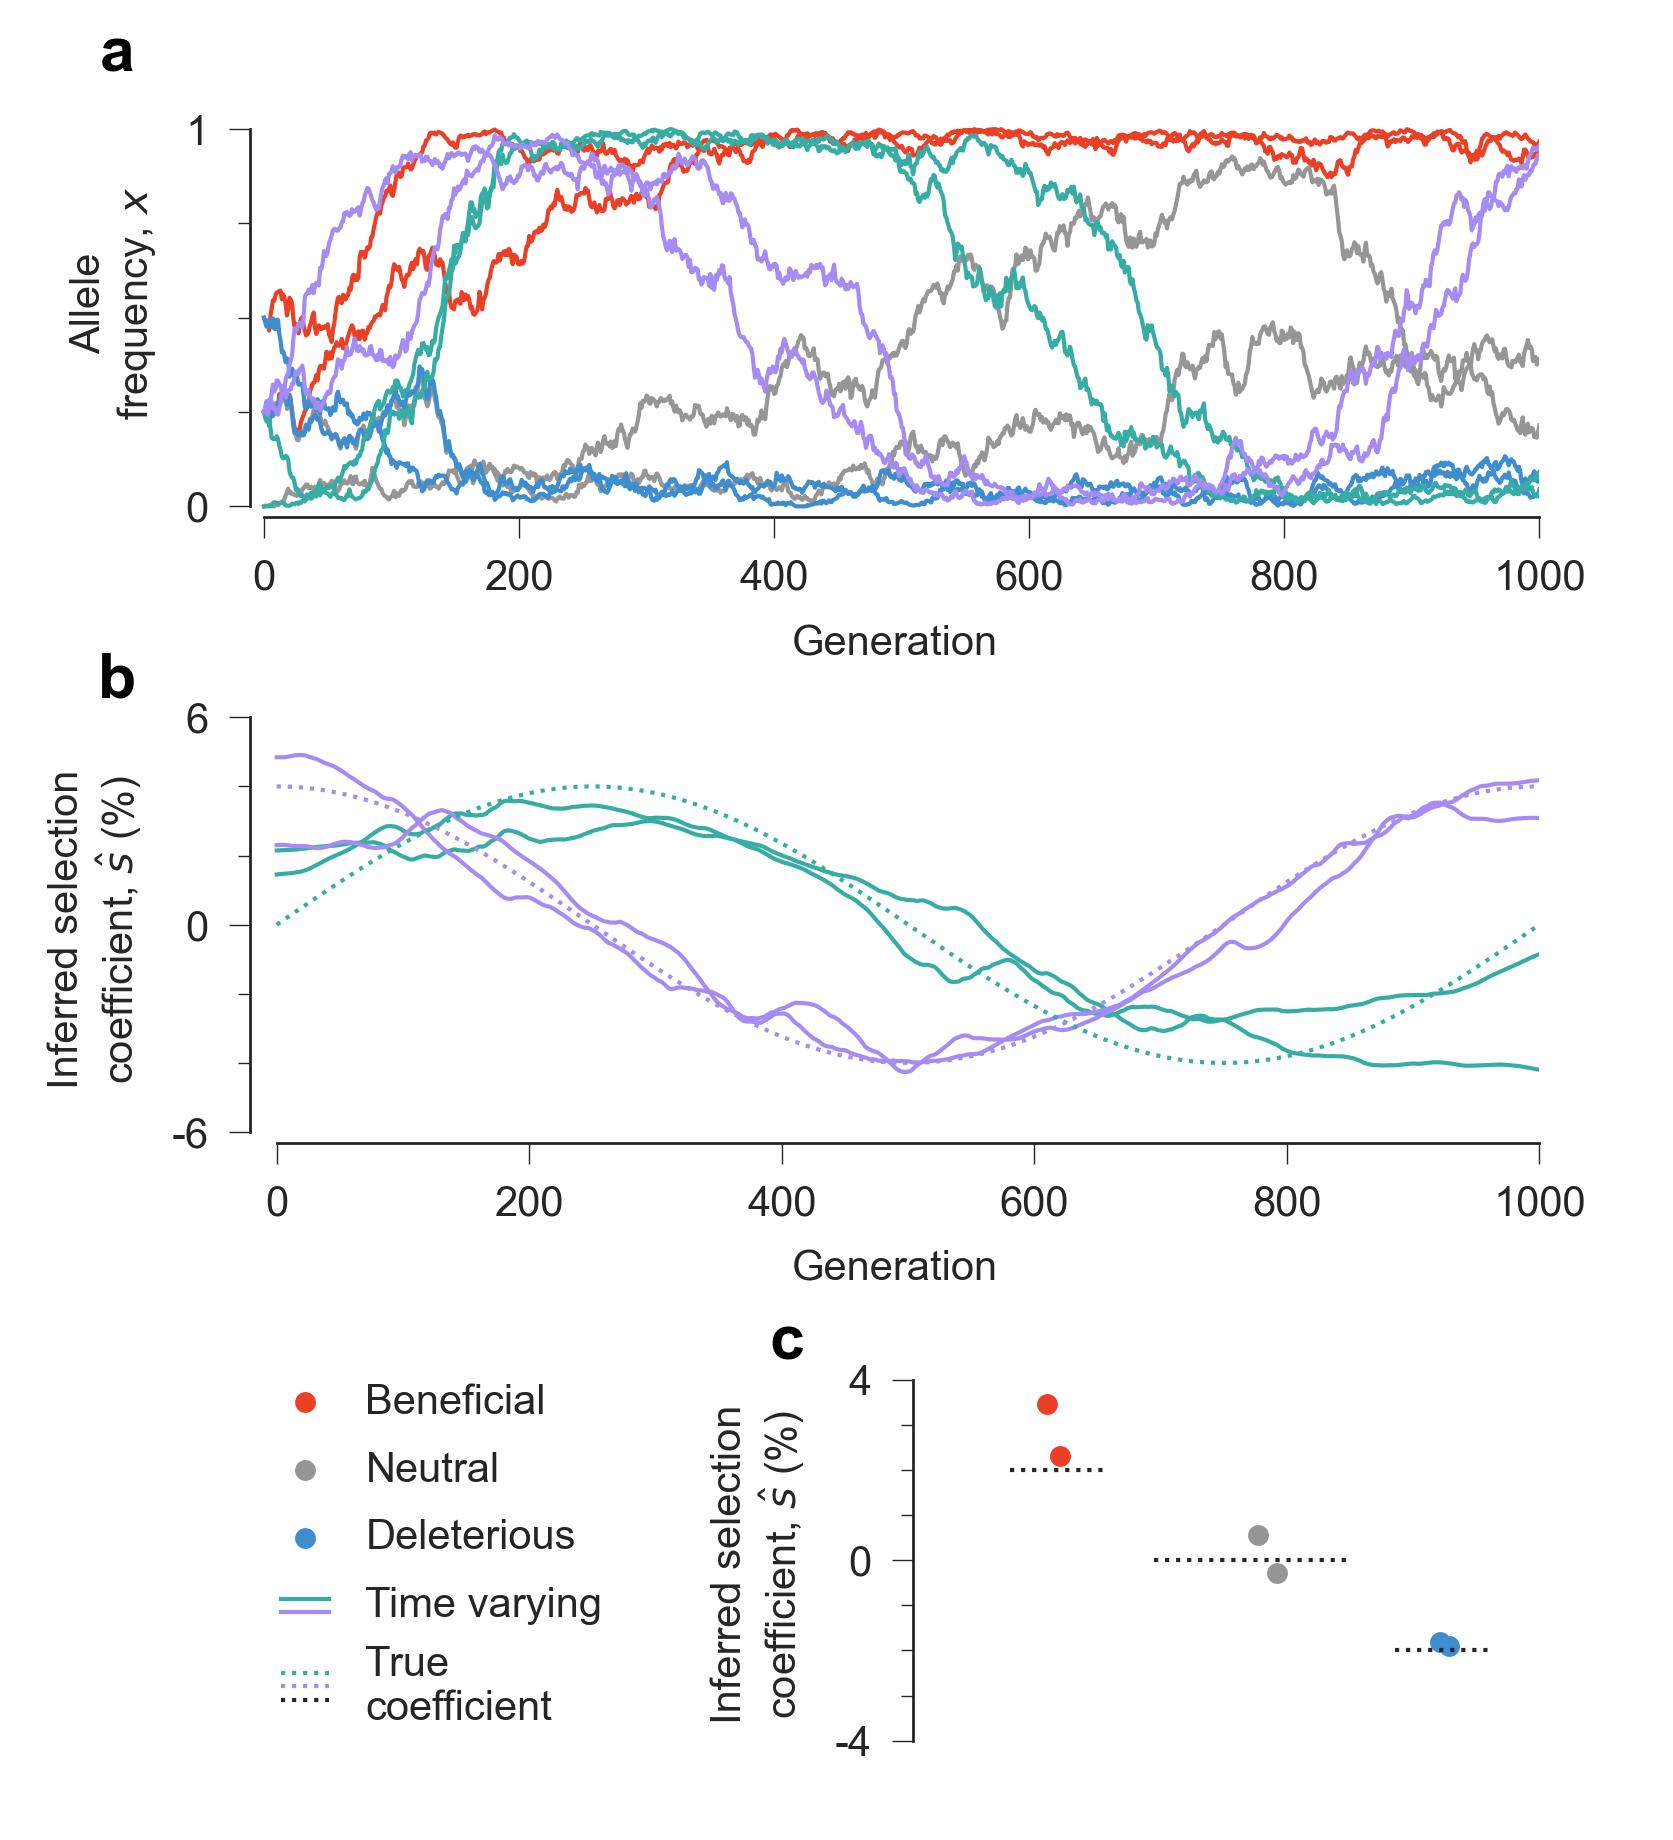 a
Allele
frequency, x
1
0
0 200 400 600 800 1000
Generation
b
Inferred selection
coefficient, ŝ (%)
6
0
-6
0 200 400 600 800 1000
Generation
Beneficial
Neutral
Deleterious
Time varying
True
coefficient
c
Inferred selection
coefficient, ŝ (%)
4
0
-4